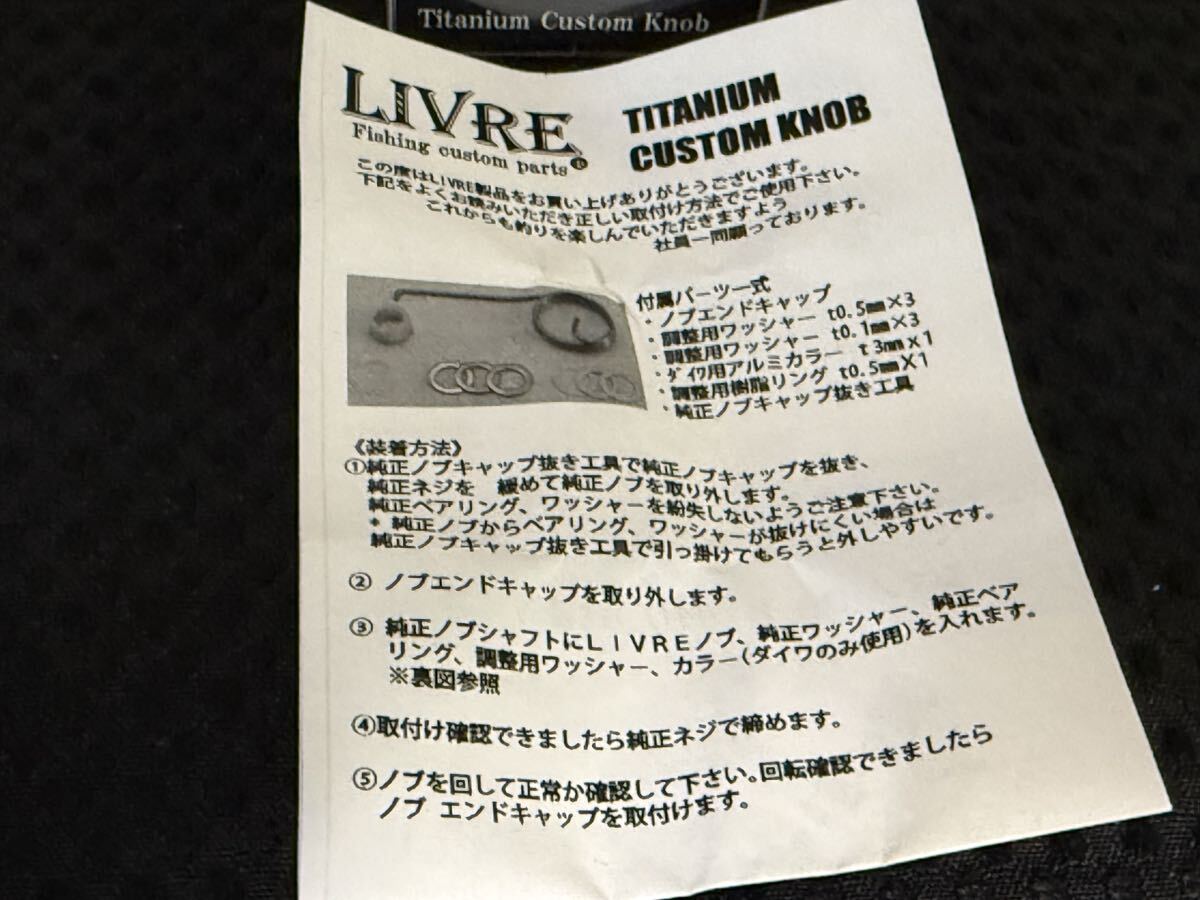 Titanium Custom Knob
LIVRE
Fishing custom parts®
TITANIUM
CUSTOM KNOB
この度はLIVRE製品をお買い上げありがとうございます。
下記をよくお読みいただき正しい取付け方法でご使用下さい。
これからも釣りを楽しんでいただきますよう
社員一同願っております。
付属パーツ一式
・ノブエンドキャップ
・調整用ワッシャー t0.5㎜×3
・調整用ワッシャー t0.1㎜×3
・ﾀﾞｲﾜ用アルミカラー t3㎜×1
・調整用樹脂リング t0.5㎜×1
・純正ノブキャップ抜き工具
《装着方法》
①純正ノブキャップ抜き工具で純正ノブキャップを抜き、
純正ネジを 緩めて純正ノブを取り外します。
純正ベアリング、ワッシャーを紛失しないようご注意下さい。
* 純正ノブからベアリング、ワッシャーが抜けにくい場合は
純正ノブキャップ抜き工具で引っ掛けてもらうと外しやすいです。
② ノブエンドキャップを取り外します。
③ 純正ノブシャフトにLIVREノブ、純正ワッシャー、純正ベア
リング、調整用ワッシャー、カラー(ダイワのみ使用)を入れます。
※裏図参照
④取付け確認できましたら純正ネジで締めます。
⑤ノブを回して正常か確認して下さい。回転確認できましたら
ノブ エンドキャップを取付けます。